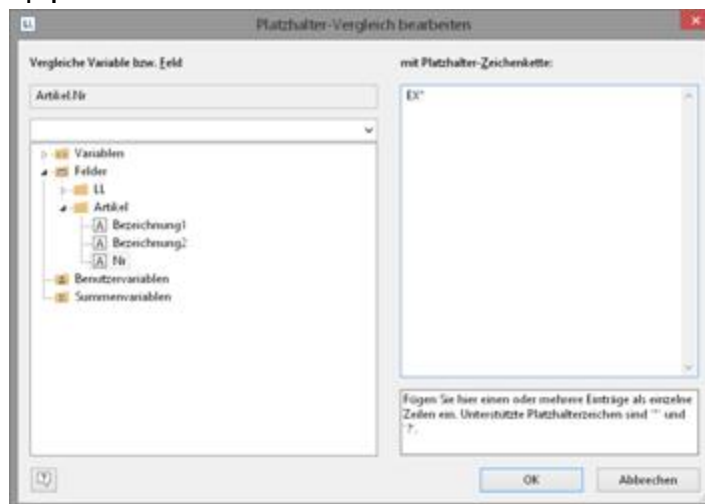 LL
Platzhalter-Vergleich bearbeiten
Vergleiche Variable bzw. Feld
mit Platzhalter-Zeichenkette:
Artikel.Nr
EX*
Variablen
Felder
LL
Artikel
Bezeichnung1
Bezeichnung2
Nr
Benutzervariablen
Summenvariablen
Fügen Sie hier einen oder mehrere Einträge als einzelne
Zeilen ein. Unterstützte Platzhalterzeichen sind '*' und
'?'.
OK
Abbrechen